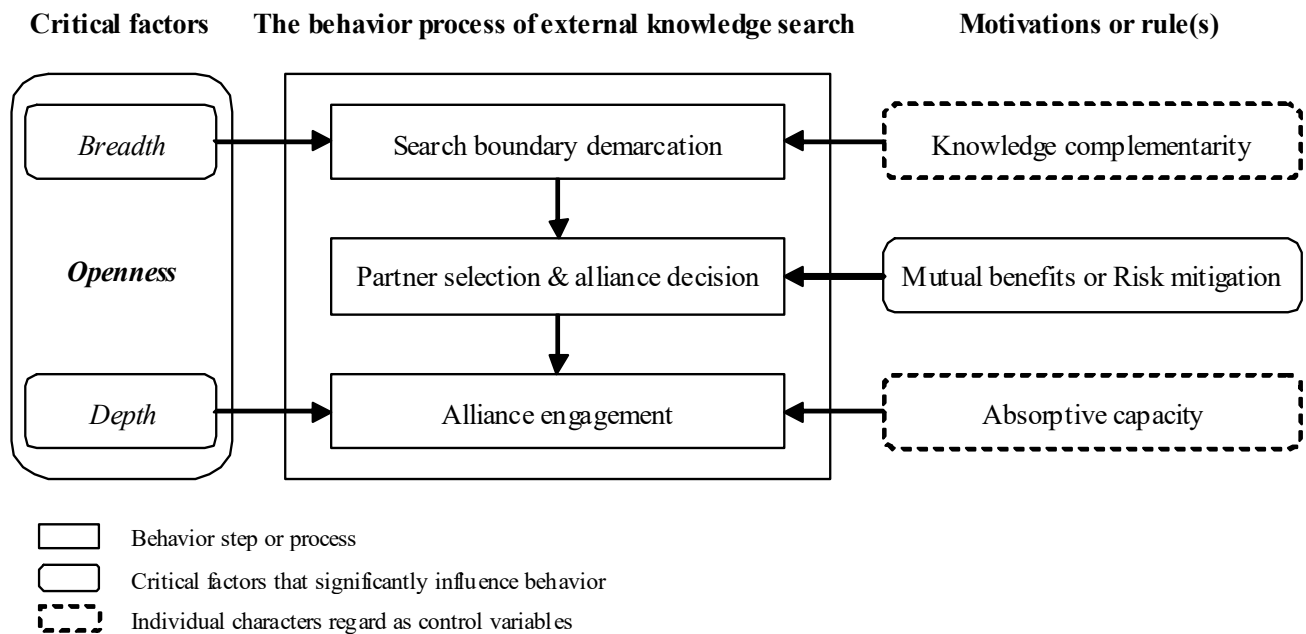 Critical factors
The behavior process of external knowledge search
Motivations or rule(s)
Breadth
Search boundary demarcation
Knowledge complementarity
Openness
Partner selection & alliance decision
Mutual benefits or Risk mitigation
Depth
Alliance engagement
Absorptive capacity
Behavior step or process
Critical factors that significantly influence behavior
Individual characters regard as control variables